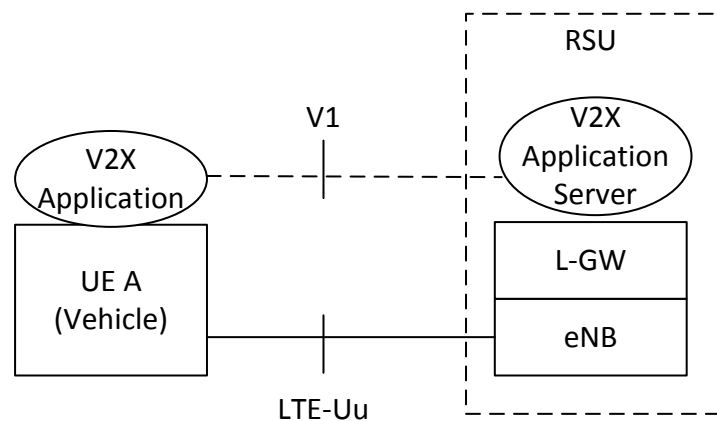 RSU
V1
V2X
Application
V2X
Application
Server
UE A
(Vehicle)
L-GW
eNB
LTE-Uu